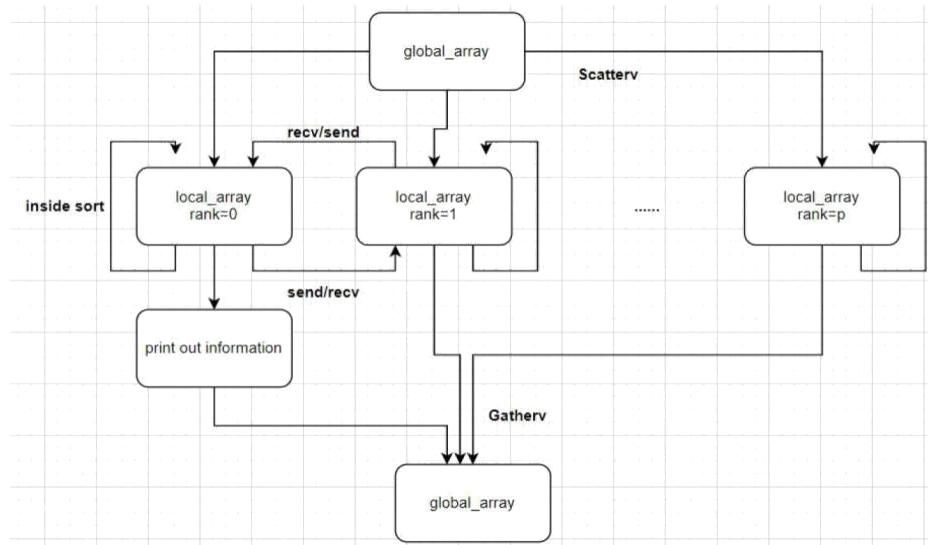 global_array
Scatterv
recv/send
inside sort
local_array
rank=0
local_array
rank=1
......
local_array
rank=p
send/recv
print out information
Gatherv
global_array